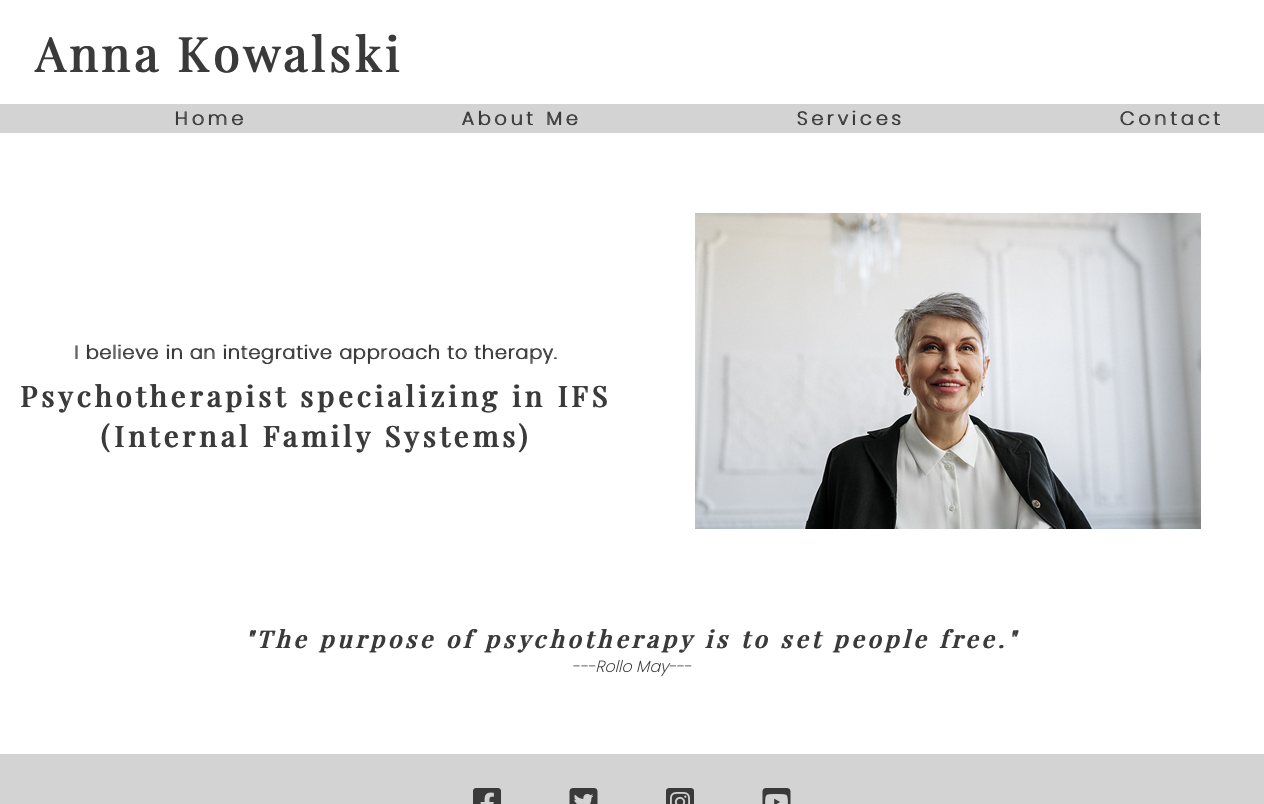 Anna Kowalski
Home About Me Services Contact
I believe in an integrative approach to therapy.
Psychotherapist specializing in IFS
(Internal Family Systems)
"The purpose of psychotherapy is to set people free."
---Rollo May---